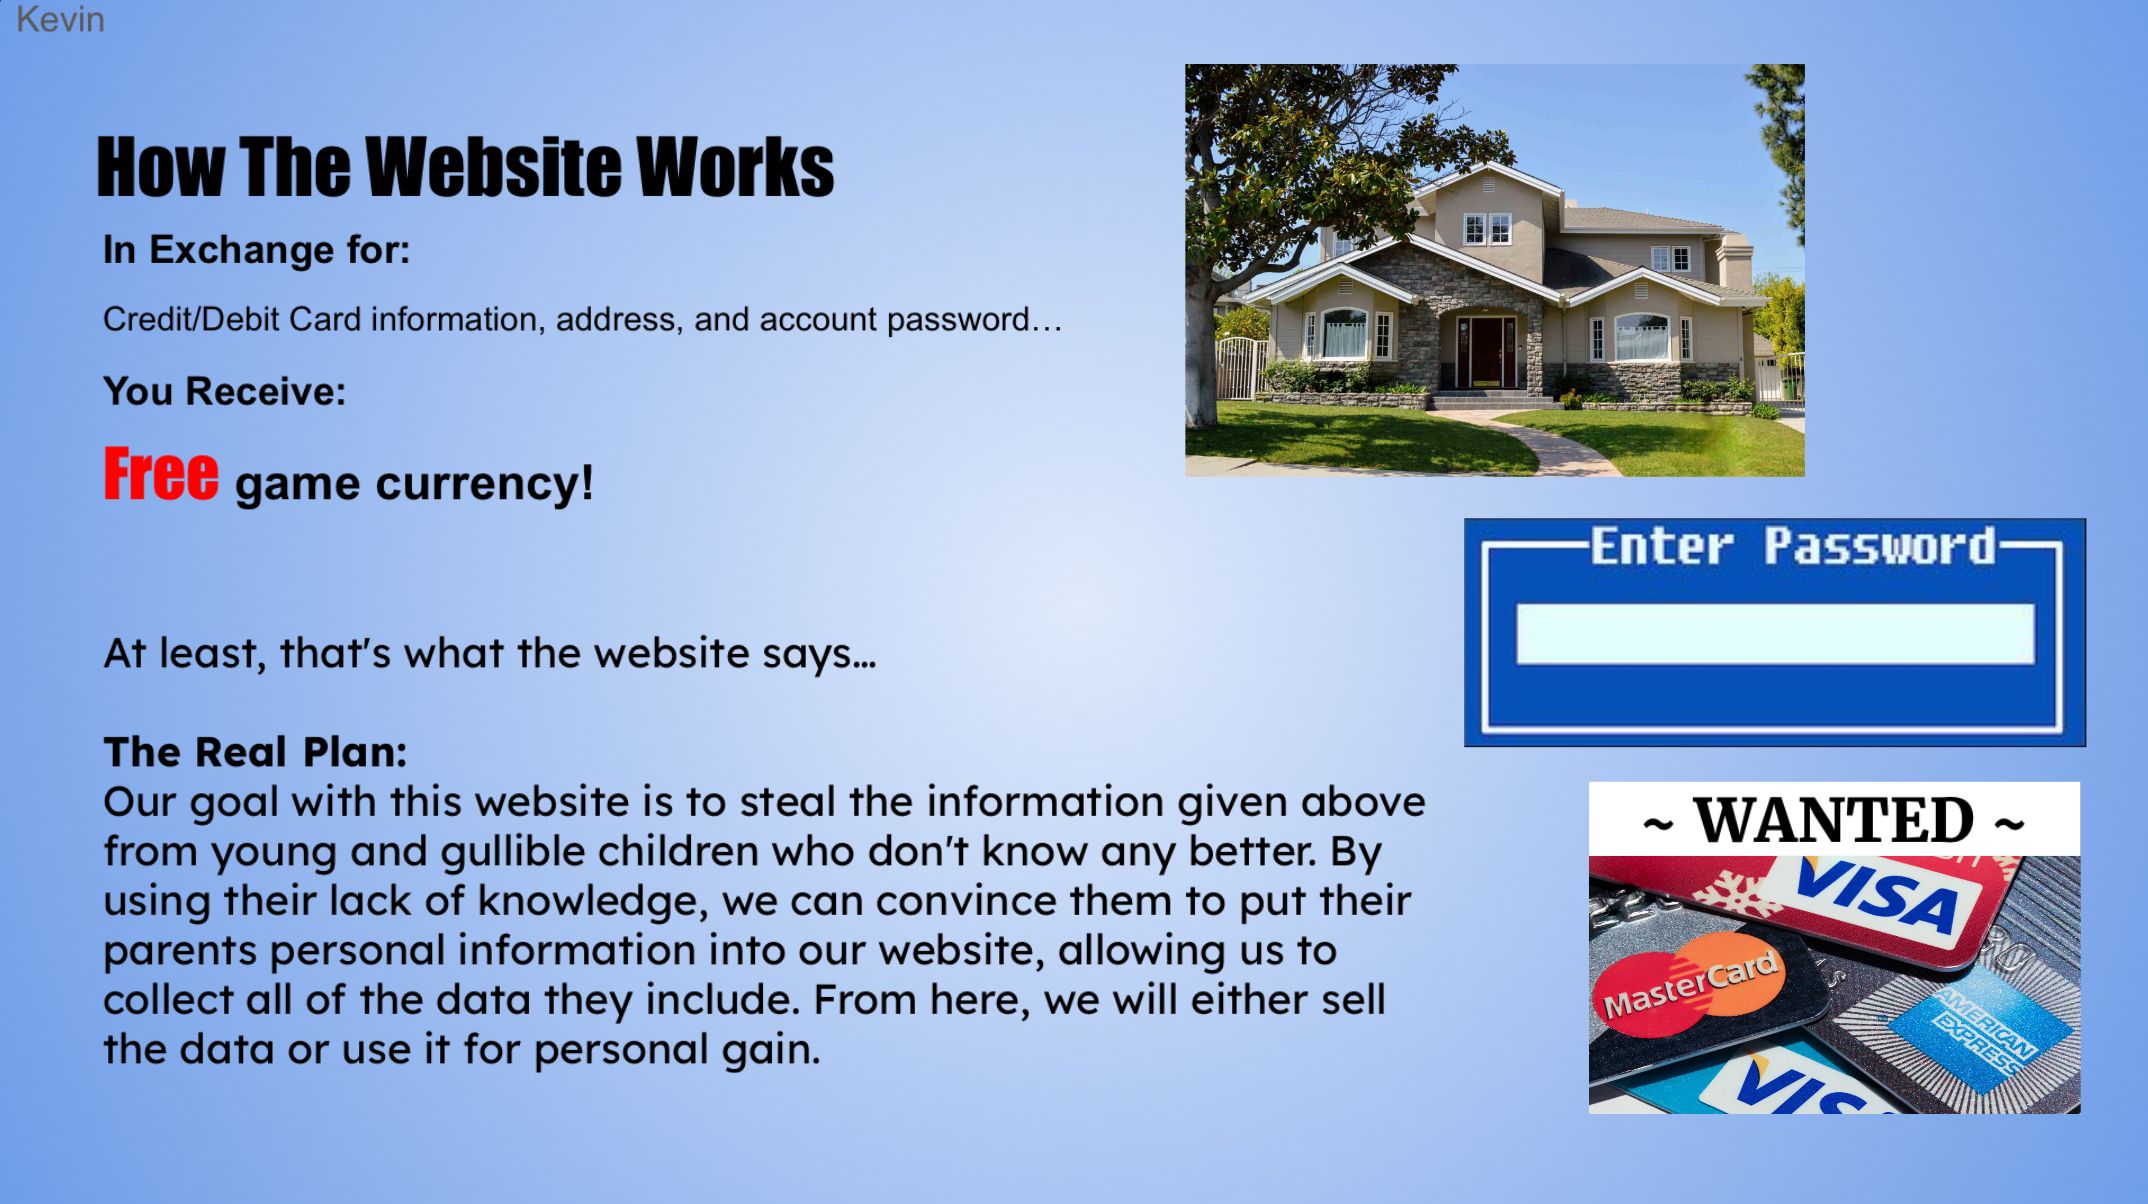 Kevin
How The Website Works
In Exchange for:
Credit/Debit Card information, address, and account password…
You Receive:
Free game currency!
Enter Password
At least, that's what the website says...
The Real Plan:
Our goal with this website is to steal the information given above
from young and gullible children who don't know any better. By
using their lack of knowledge, we can convince them to put their
parents personal information into our website, allowing us to
collect all of the data they include. From here, we will either sell
the data or use it for personal gain.
~ WANTED ~
VISA
MasterCard
AMERICAN
EXPRESS
VISA